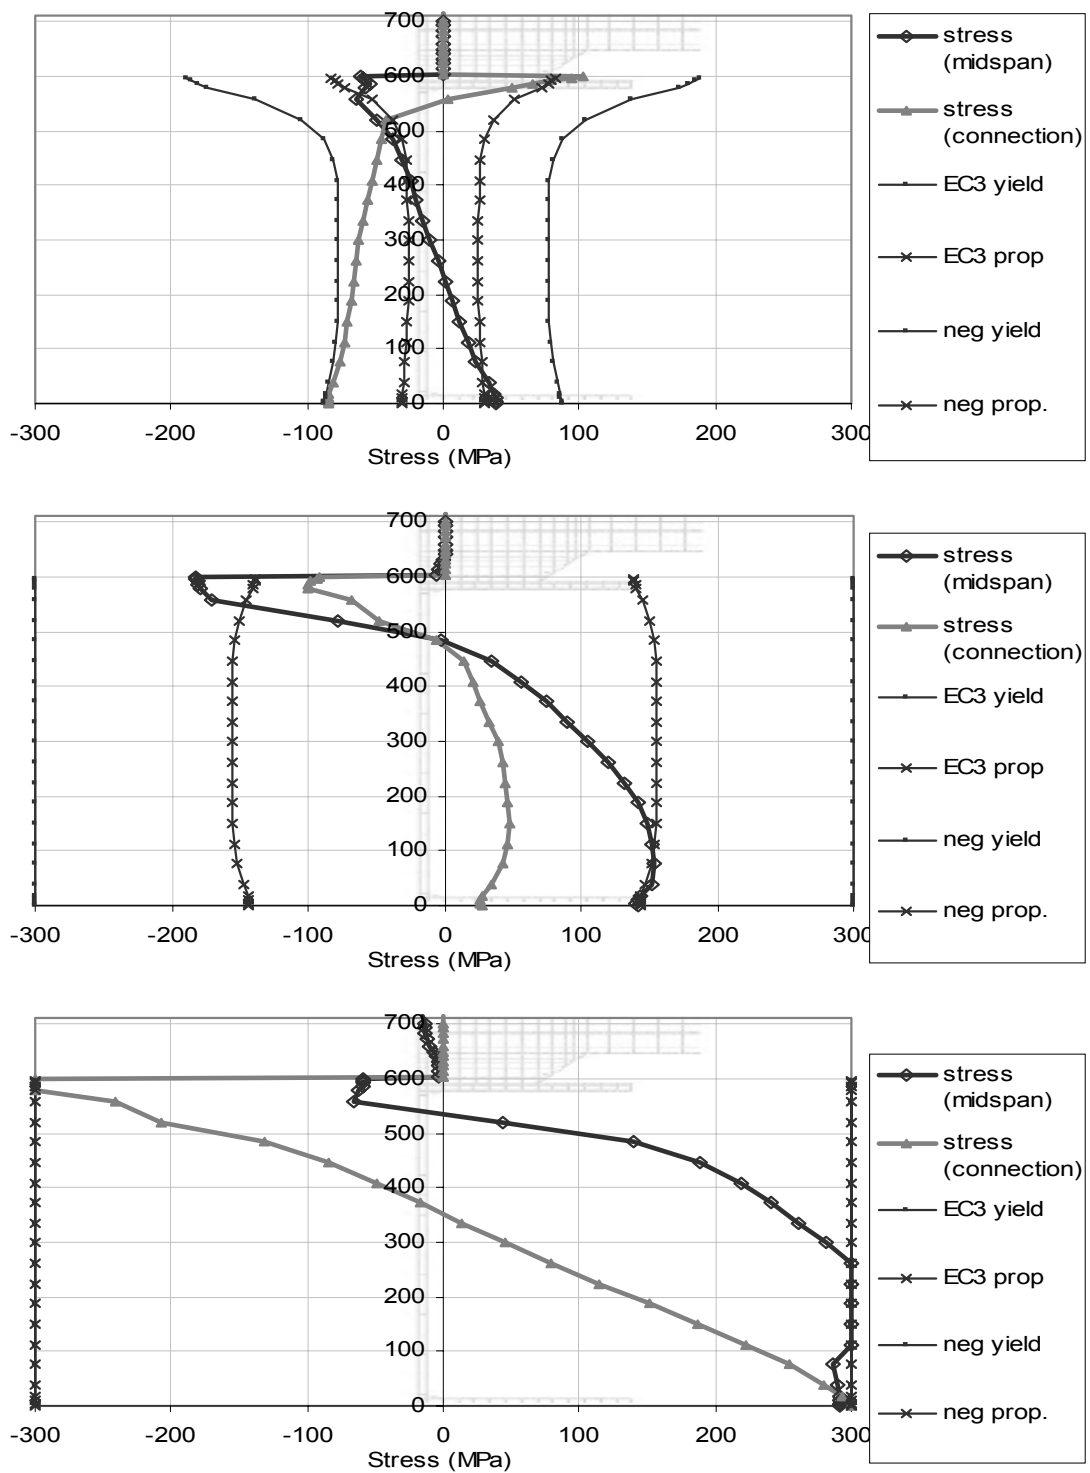 700
600
500
400
300
200
100
0
-300 -200 -100 0 100 200 300
Stress (MPa)
stress
(midspan)
stress
(connection)
EC3 yield
EC3 prop
neg yield
neg prop.
700
600
500
400
300
200
100
0
-300 -200 -100 0 100 200 300
Stress (MPa)
stress
(midspan)
stress
(connection)
EC3 yield
EC3 prop
neg yield
neg prop.
700
600
500
400
300
200
100
0
-300 -200 -100 0 100 200 300
Stress (MPa)
stress
(midspan)
stress
(connection)
EC3 yield
EC3 prop
neg yield
neg prop.